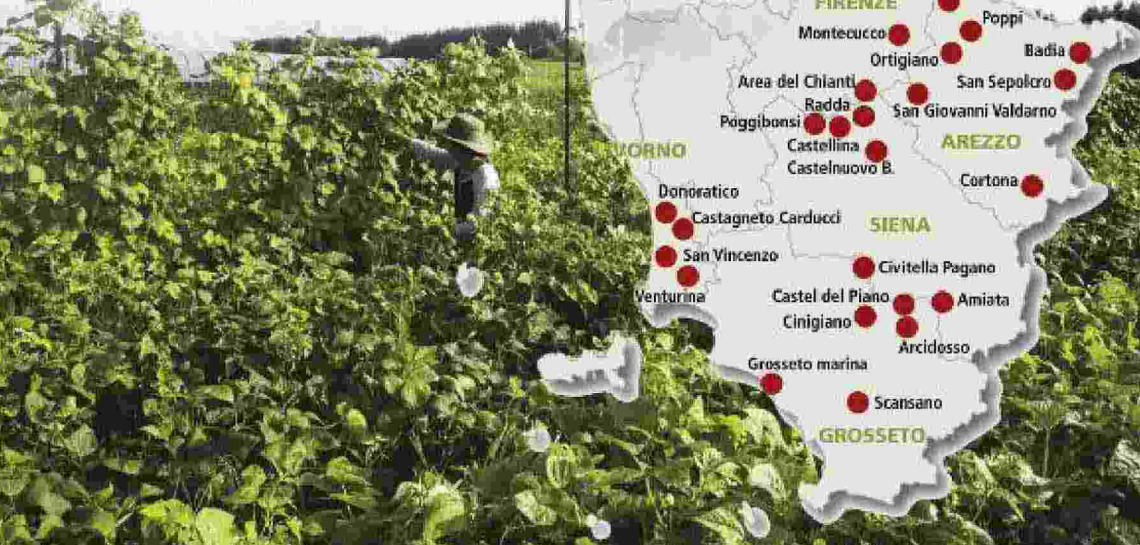 FIRENZE
Poppi
Montecucco
Badia
Ortigiano
Area del Chianti
San Sepolcro
Radda
San Giovanni Valdarno
Poggibonsi
AREZZO
Castellina
VORNO
Castelnuovo B.
Cortona
Donoratico
Castagneto Carducci
SIENA
San Vincenzo
Civitella Pagano
Venturina
Castel del Piano
Amiata
Cinigiano
Arcidosso
Grosseto marina
Scansano
GROSSETO